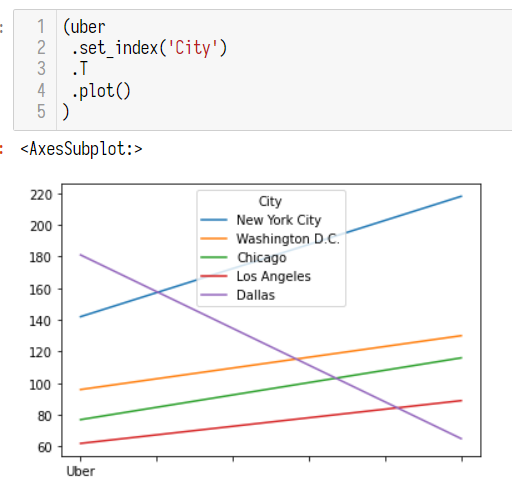 1 (uber
2 .set_index('City')
3 .T
4 .plot()
5 )
<AxesSubplot:>
220
200
180
160
140
120
100
80
60
City
New York City
Washington D.C.
Chicago
Los Angeles
Dallas
Uber